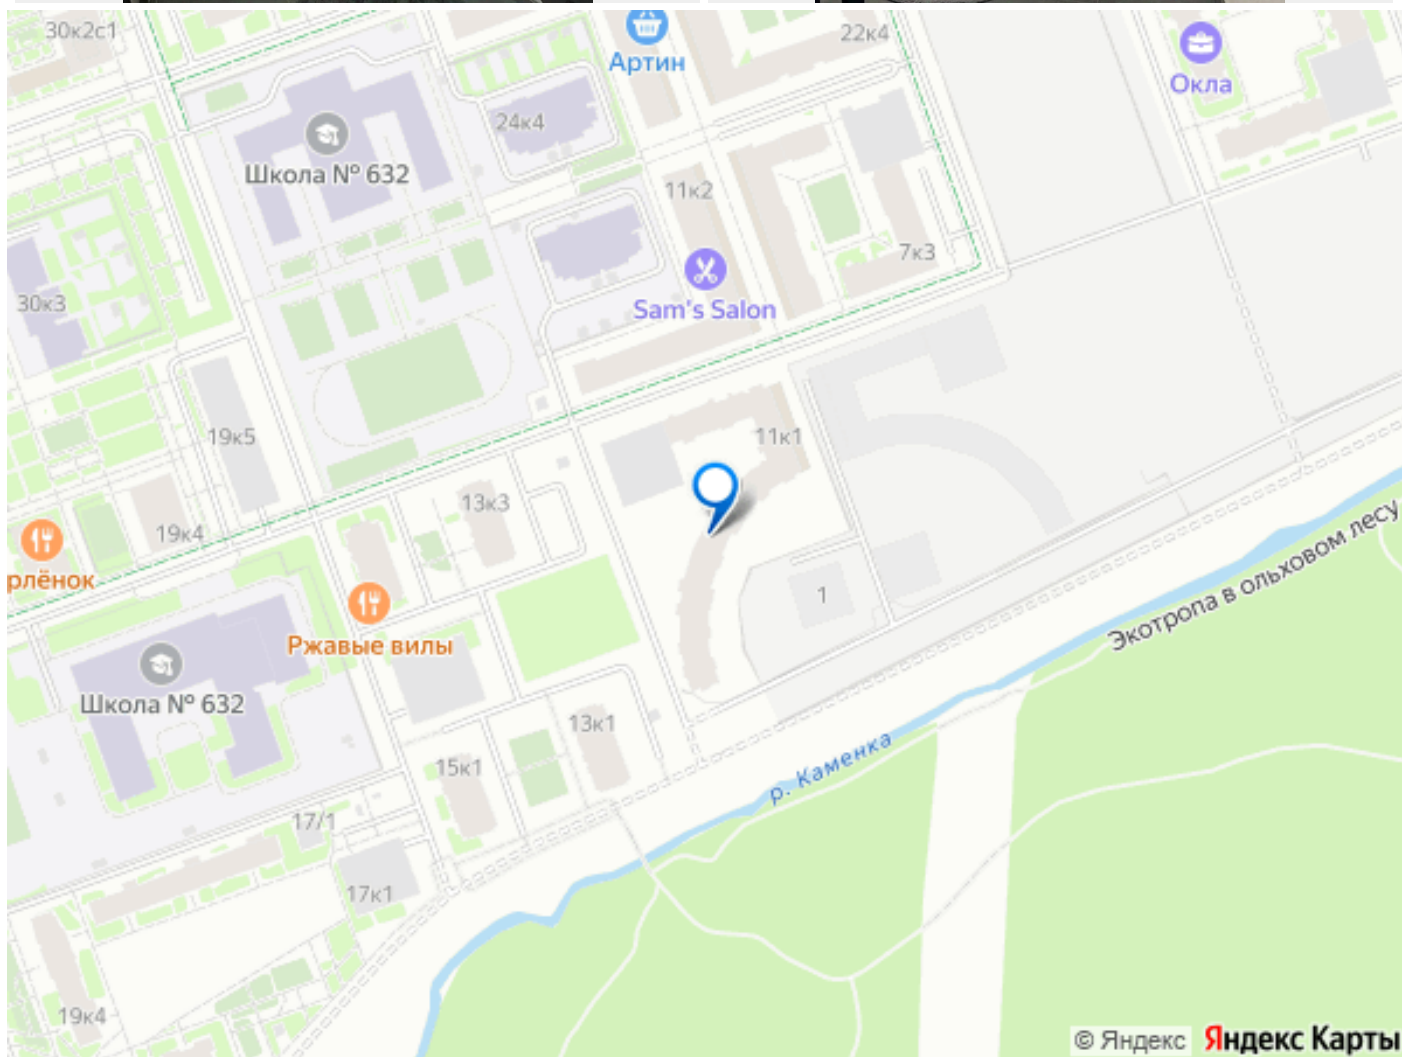 30к2с1
Артин
22к4
Окла
24к4
Школа № 632
11к2
7к3
30к3
Sam's Salon
19к5
11к1
13к3
19к4
рлёнок
1
Ржавые вилы
Экотропа в ольховом лесу
Школа № 632
13к1
р. Каменка
15к1
17/1
17к1
19к4
© Яндекс Яндекс Карты